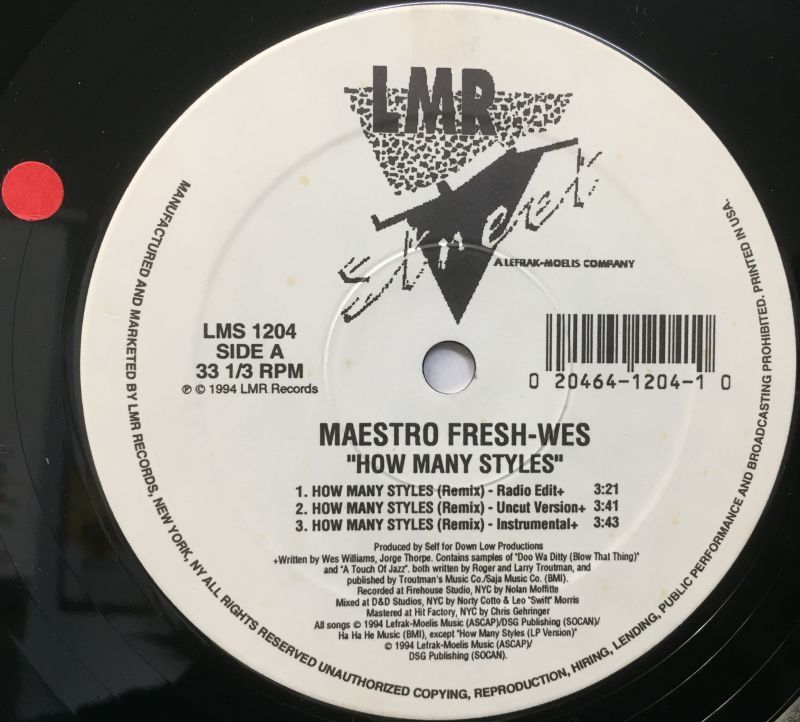 LMR
Street
A LEFRAK-MOELIS COMPANY
LMS 1204
SIDE A
33 1/3 RPM
℗ © 1994 LMR Records
0 20464-1204-1 0
MAESTRO FRESH-WES
"HOW MANY STYLES"
1. HOW MANY STYLES (Remix) - Radio Edit+ 3:21
2. HOW MANY STYLES (Remix) - Uncut Version+ 3:41
3. HOW MANY STYLES (Remix) - Instrumental+ 3:43
Produced by Self for Down Low Productions
+Written by Wes Williams, Jorge Thorpe. Contains samples of "Doo Wa Ditty (Blow That Thing)"
and "A Touch Of Jazz". both written by Roger and Larry Troutman, and
published by Troutman's Music Co./Saja Music Co. (BMI).
Recorded at Firehouse Studio, NYC by Nolan Moffitte
Mixed at D&D Studios, NYC by Norty Cotto & Leo "Swift" Morris
Mastered at Hit Factory, NYC by Chris Gehringer
All songs © 1994 Lefrak-Moelis Music (ASCAP)/DSG Publishing (SOCAN)/
Ha Ha He Music (BMI), except "How Many Styles (LP Version)"
© 1994 Lefrak-Moelis Music (ASCAP)/
DSG Publishing (SOCAN).
MANUFACTURED AND MARKETED BY LMR RECORDS, NEW YORK, NY ALL RIGHTS RESERVED UNAUTHORIZED COPYING, REPRODUCTION, HIRING, LENDING, PUBLIC PERFORMANCE AND BROADCASTING PROHIBITED. PRINTED IN USA.